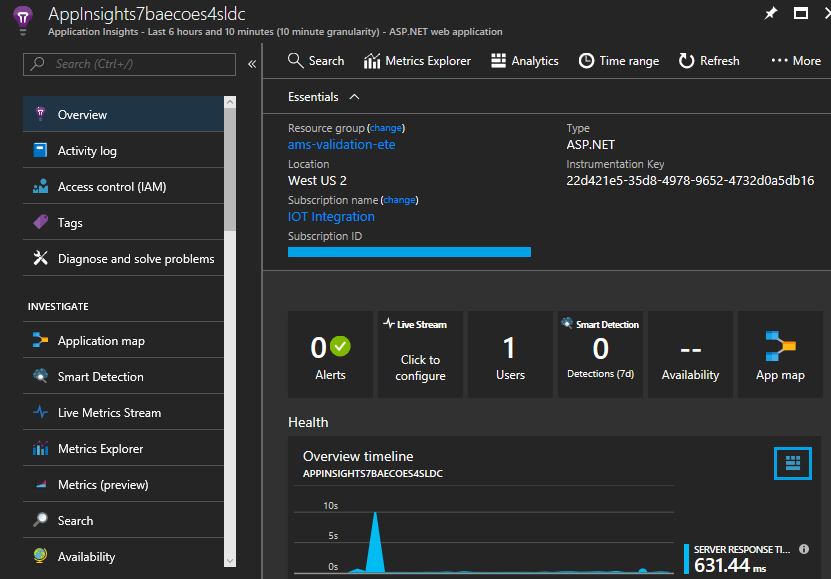 AppInsights7baecoes4sldc
Application Insights - Last 6 hours and 10 minutes (10 minute granularity) - ASP.NET web application
Search (Ctrl+/)
Overview
Activity log
Access control (IAM)
Tags
Diagnose and solve problems
INVESTIGATE
Application map
Smart Detection
Live Metrics Stream
Metrics Explorer
Metrics (preview)
Search
Availability
Search
Metrics Explorer
Analytics
Time range
Refresh
More
Essentials
Resource group (change)
ams-validation-ete
Location
West US 2
Subscription name (change)
IOT Integration
Subscription ID
Type
ASP.NET
Instrumentation Key
22d421e5-35d8-4978-9652-4732d0a5db16
0
Alerts
Live Stream
Click to
configure
1
Users
Smart Detection
0
Detections (7d)
--
Availability
App map
Health
Overview timeline
APPINSIGHTS7BAECOES4SLDC
10s
5s
0s
SERVER RESPONSE TI...
631.44 ms